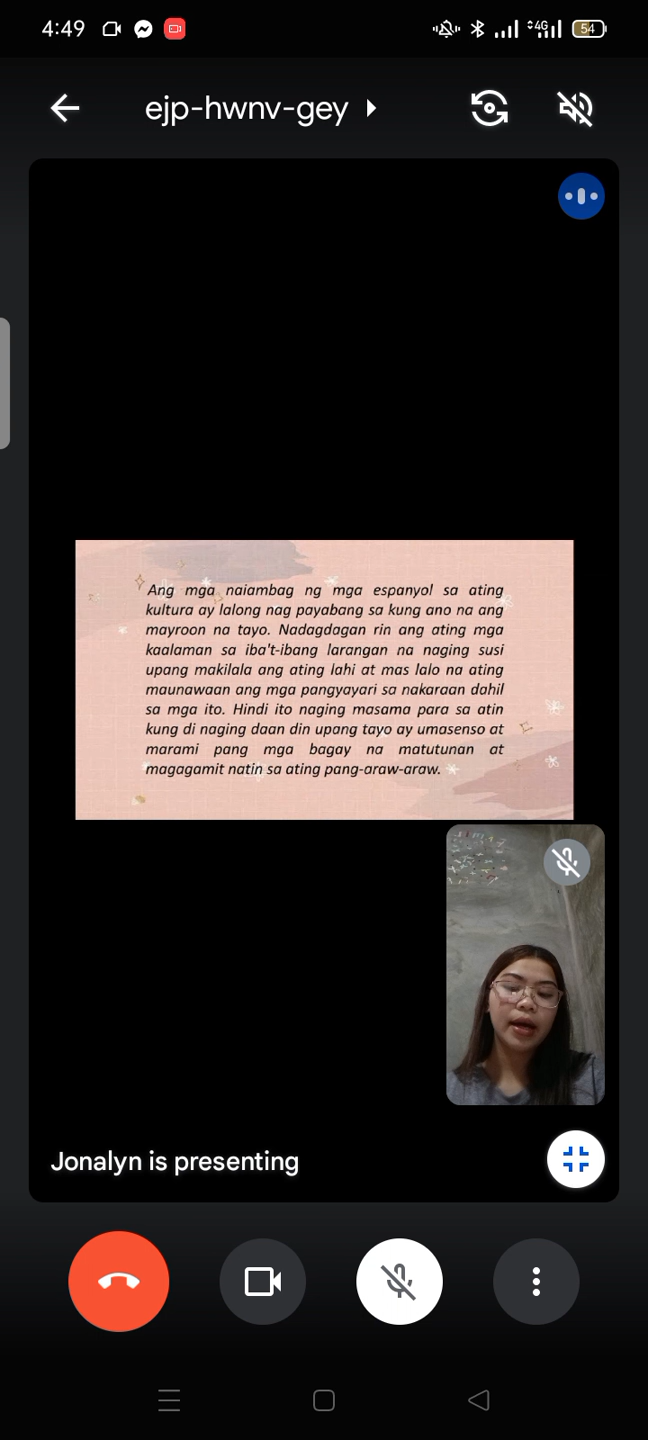 4:49
4G
54
ejp-hwnv-gey
Ang mga naiambag ng mga espanyol sa ating
kultura ay lalong nag payabang sa kung ano na ang
mayroon na tayo. Nadagdagan rin ang ating mga
kaalaman sa iba't-ibang larangan na naging susi
upang makilala ang ating lahi at mas lalo na ating
maunawaan ang mga pangyayari sa nakaraan dahil
sa mga ito. Hindi ito naging masama para sa atin
kung di naging daan din upang tayo ay umasenso at
marami pang mga bagay na matutunan at
magagamit natin sa ating pang-araw-araw.
Jonalyn is presenting